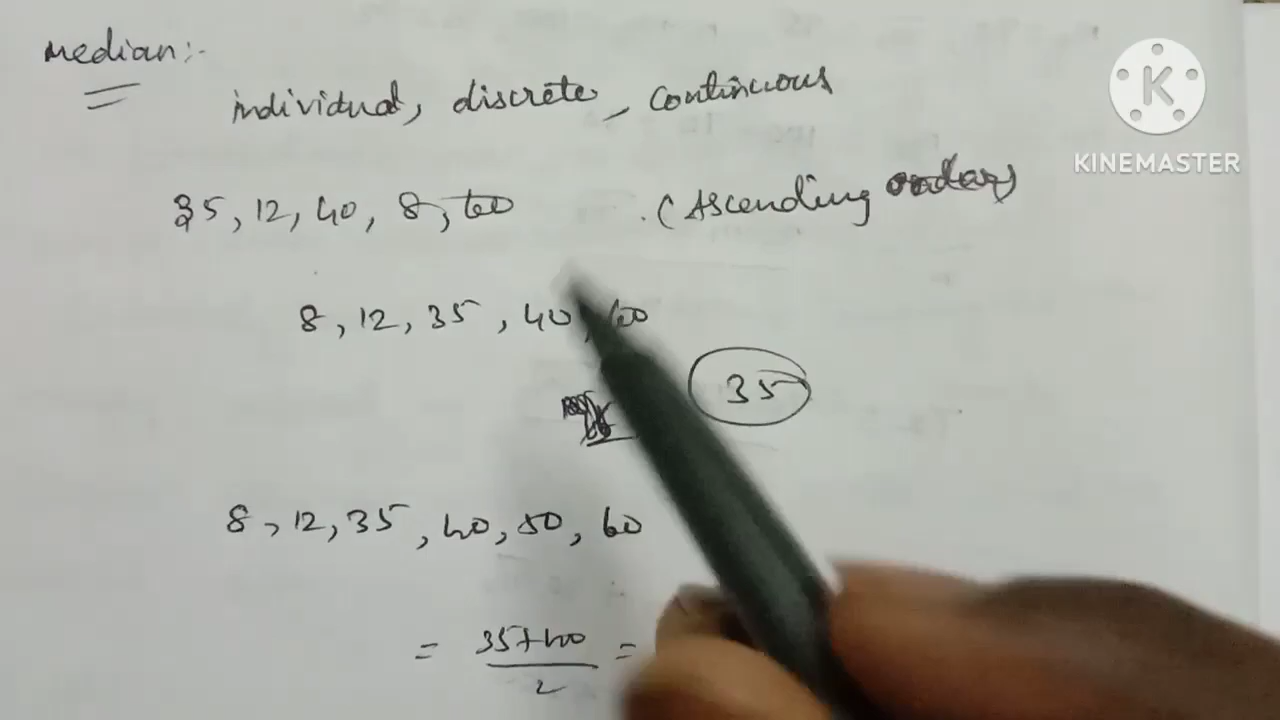 Median:-
individual, discrete, continuous
35, 12, 40, 8, 60
(Ascending order)
8, 12, 35, 40, 60
35
8, 12, 35, 40, 50, 60
= 35+40 =
2
KINEMASTER